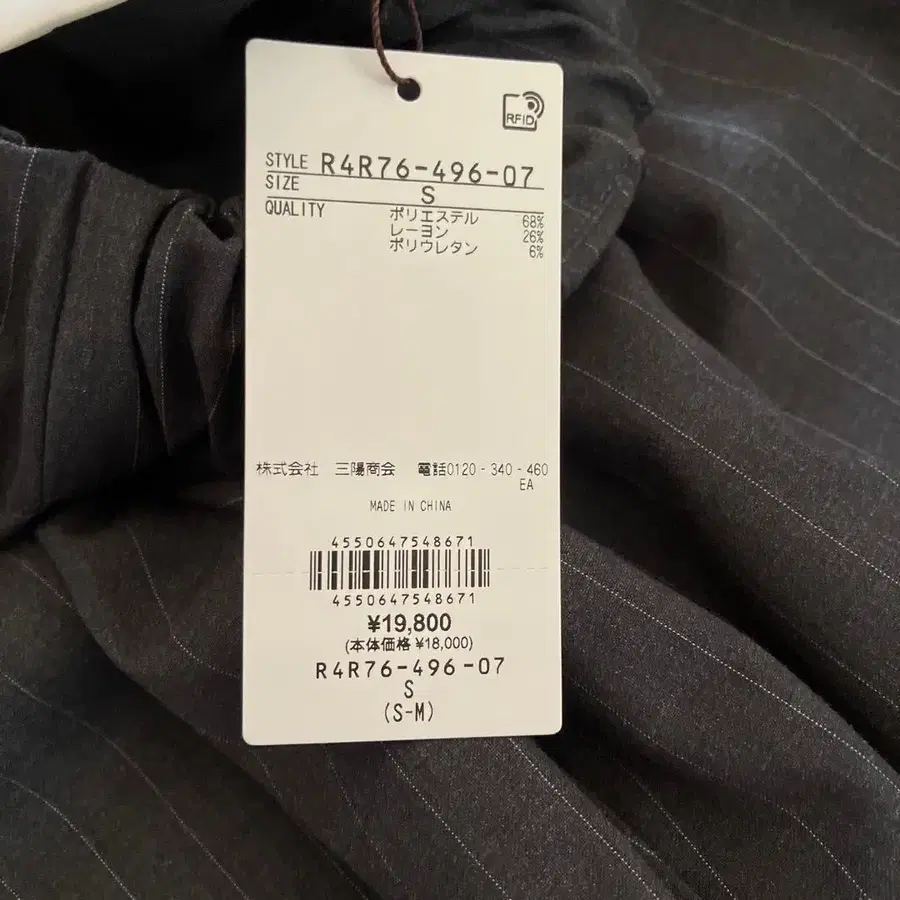 RFID
STYLE R4R76-496-07
SIZE S
QUALITY ポリエステル 68%
レーヨン 26%
ポリウレタン 6%
株式会社 三陽商会 電話0120-340-460
EA
MADE IN CHINA
4550647548671
4550647548671
¥19,800
(本体価格 ¥18,000)
R4R76-496-07
S
(S-M)